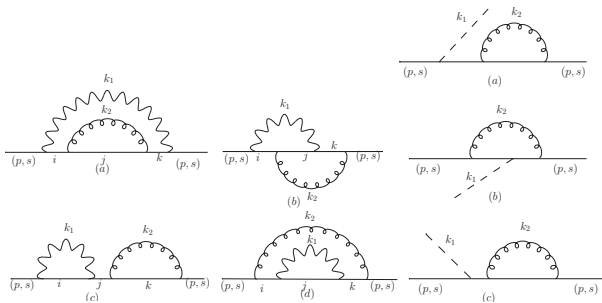 k₁
k₂
(p, s) i j k (p, s)
(a)
k₁
k
(p, s) i j (p, s)
(b) k₂
k₁
k₂
(p, s) (p, s)
(a)
k₂
(p, s) (p, s)
k₁
(b)
k₁ k₂
(p, s) i j k (p, s)
(c)
k₂
k₁
(p, s) i j k (p, s)
(d)
k₁ k₂
(p, s) (p, s)
(c)